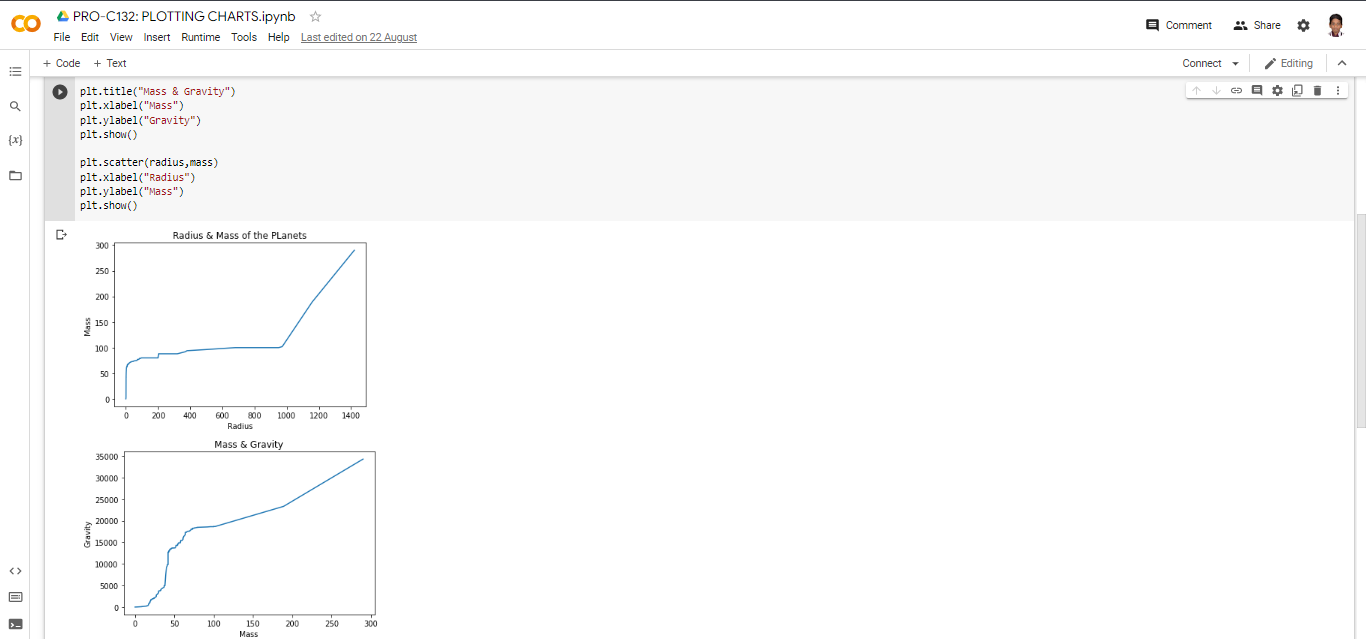 PRO-C132: PLOTTING CHARTS.ipynb
File Edit View Insert Runtime Tools Help Last edited on 22 August
Comment Share
+ Code + Text
Connect Editing
{x}
plt.title("Mass & Gravity")
plt.xlabel("Mass")
plt.ylabel("Gravity")
plt.show()
plt.scatter(radius,mass)
plt.xlabel("Radius")
plt.ylabel("Mass")
plt.show()
Radius & Mass of the PLanets
300
250
200
150
100
50
0
Mass
0 200 400 600 800 1000 1200 1400
Radius
Mass & Gravity
35000
30000
25000
20000
15000
10000
5000
0
Gravity
0 50 100 150 200 250 300
Mass